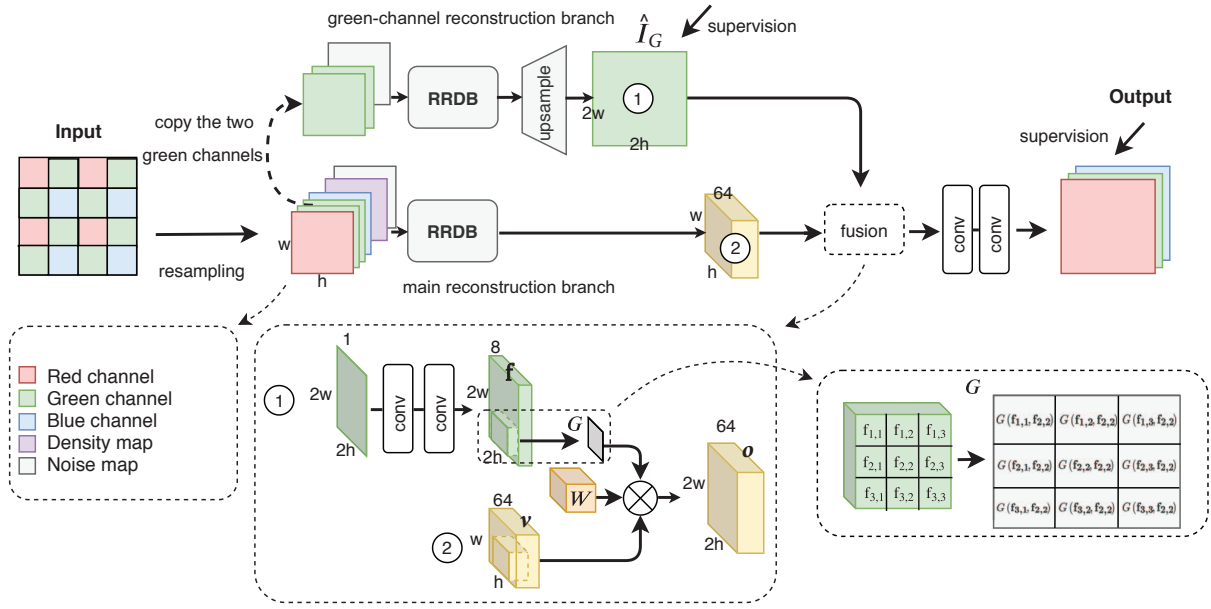 green-channel reconstruction branch
Î_G
supervision
RRDB
upsample
2w
1
2h
copy the two
green channels
Input
Output
supervision
w
h
resampling
RRDB
main reconstruction branch
64
w
2
h
fusion
conv
conv
Red channel
Green channel
Blue channel
Density map
Noise map
1
1
2w
2h
conv
conv
8
f
2w
2h
G
W
64
v
2
w
h
64
o
2w
2h
G
f1,1 f1,2 f1,3
f2,1 f2,2 f2,3
f3,1 f3,2 f3,3
G(f1,1, f2,2) G(f1,2, f2,2) G(f1,3, f2,2)
G(f2,1, f2,2) G(f2,2, f2,2) G(f2,3, f2,2)
G(f3,1, f2,2) G(f3,2, f2,2) G(f3,3, f2,2)